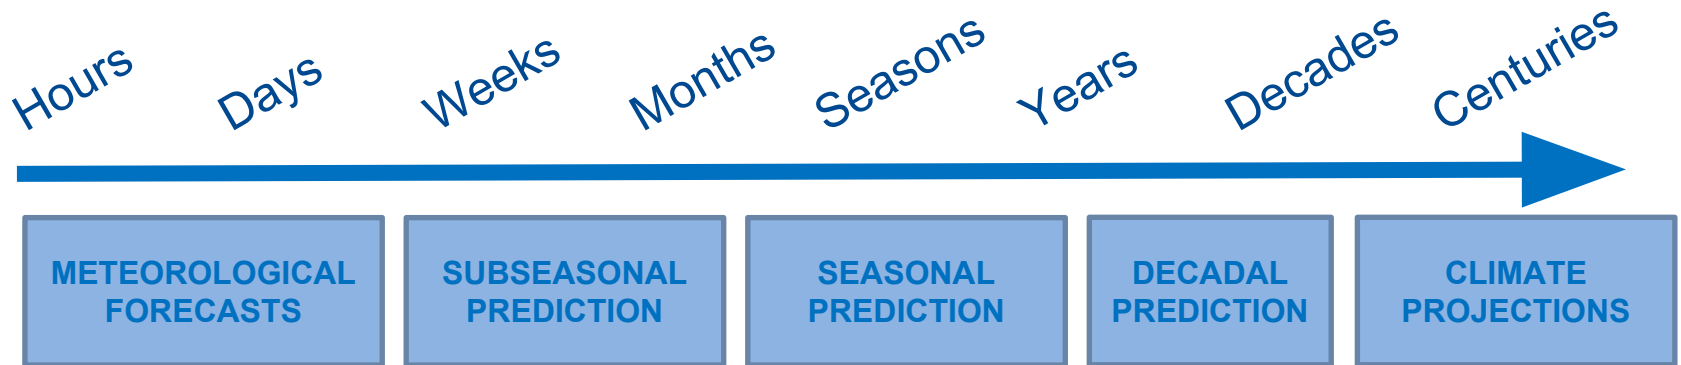 Hours Days Weeks Months Seasons Years Decades Centuries
METEOROLOGICAL
FORECASTS
SUBSEASONAL
PREDICTION
SEASONAL
PREDICTION
DECADAL
PREDICTION
CLIMATE
PROJECTIONS